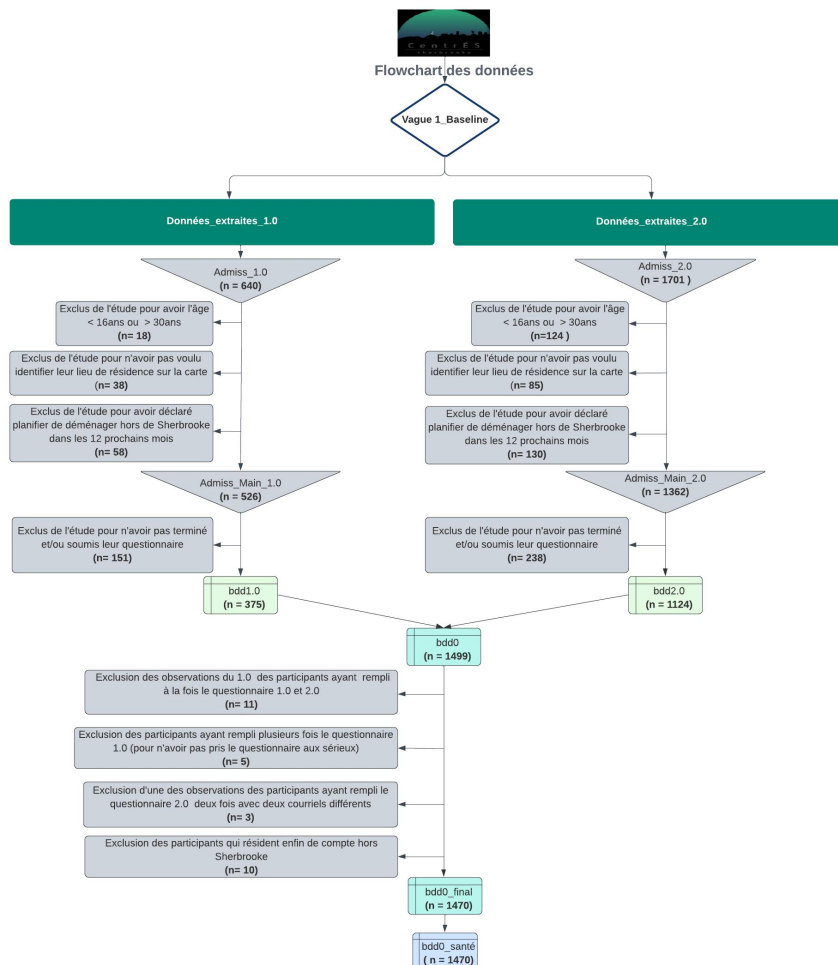 CentrÉS
sherbrooke
Flowchart des données
Vague 1_Baseline
Données_extraites_1.0
Données_extraites_2.0
Admiss_1.0
(n = 640)
Admiss_2.0
(n = 1701 )
Exclus de l'étude pour avoir l'âge
< 16ans ou > 30ans
(n= 18)
Exclus de l'étude pour avoir l'âge
< 16ans ou > 30ans
(n=124 )
Exclus de l'étude pour n'avoir pas voulu
identifier leur lieu de résidence sur la carte
(n= 38)
Exclus de l'étude pour n'avoir pas voulu
identifier leur lieu de résidence sur la carte
(n= 85)
Exclus de l'étude pour avoir déclaré
planifier de déménager hors de Sherbrooke
dans les 12 prochains mois
(n= 58)
Exclus de l'étude pour avoir déclaré
planifier de déménager hors de Sherbrooke
dans les 12 prochains mois
(n= 130)
Admiss_Main_1.0
(n = 526)
Admiss_Main_2.0
(n = 1362)
Exclus de l'étude pour n'avoir pas terminé
et/ou soumis leur questionnaire
(n= 151)
Exclus de l'étude pour n'avoir pas terminé
et/ou soumis leur questionnaire
(n= 238)
bdd1.0
(n = 375)
bdd2.0
(n = 1124)
bdd0
(n = 1499)
Exclusion des observations du 1.0 des participants ayant rempli
à la fois le questionnaire 1.0 et 2.0
(n= 11)
Exclusion des participants ayant rempli plusieurs fois le questionnaire
1.0 (pour n'avoir pas pris le questionnaire aux sérieux)
(n= 5)
Exclusion d'une des observations des participants ayant rempli le
questionnaire 2.0 deux fois avec deux courriels différents
(n= 3)
Exclusion des participants qui résident enfin de compte hors
Sherbrooke
(n= 10)
bdd0_final
(n = 1470)
bdd0_santé
( n = 1470)